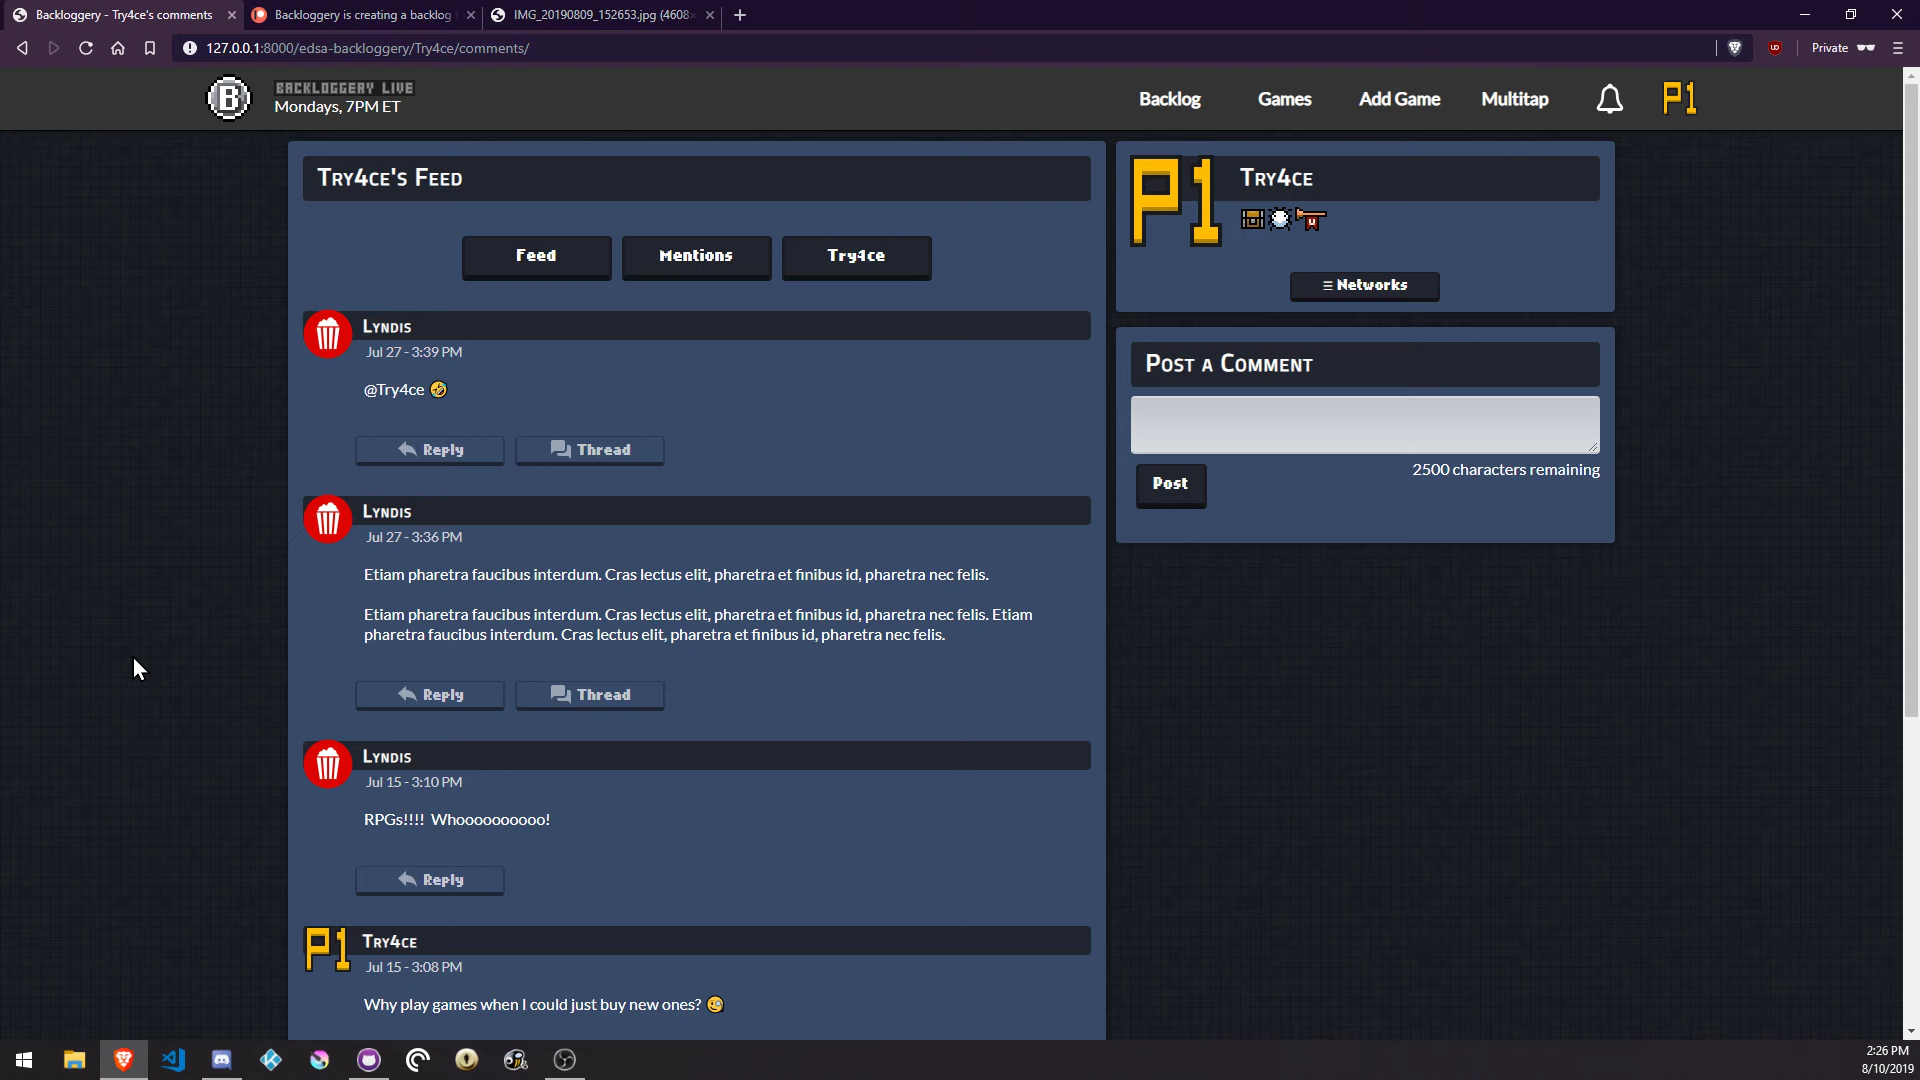 Backloggery - Try4ce's comments
Backloggery is creating a backlog
IMG_20190809_152653.jpg (4608×
127.0.0.1:8000/edsa-backloggery/Try4ce/comments/
Private
B
BACKLOGGERY LIVE
Mondays, 7PM ET
Backlog
Games
Add Game
Multitap
P1
Try4ce's Feed
Feed
Mentions
Try4ce
Lyndis
Jul 27 - 3:39 PM
@Try4ce 🤣
Reply
Thread
Lyndis
Jul 27 - 3:36 PM
Etiam pharetra faucibus interdum. Cras lectus elit, pharetra et finibus id, pharetra nec felis.
Etiam pharetra faucibus interdum. Cras lectus elit, pharetra et finibus id, pharetra nec felis. Etiam
pharetra faucibus interdum. Cras lectus elit, pharetra et finibus id, pharetra nec felis.
Reply
Thread
Lyndis
Jul 15 - 3:10 PM
RPGs!!!! Whoooooooooo!
Reply
P1
Try4ce
Jul 15 - 3:08 PM
Why play games when I could just buy new ones? 🧐
P1
Try4ce
Networks
Post a Comment
2500 characters remaining
Post
2:26 PM
8/10/2019